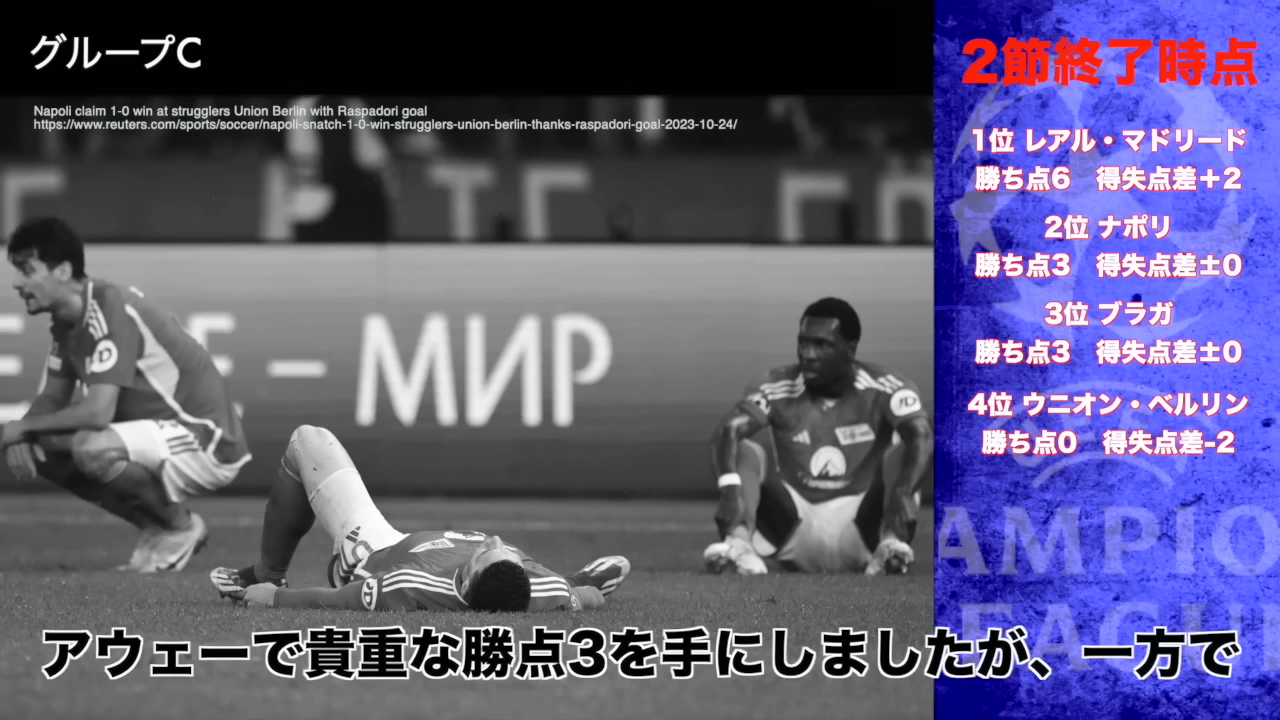 グループC
Napoli claim 1-0 win at strugglers Union Berlin with Raspadori goal
https://www.reuters.com/sports/soccer/napoli-snatch-1-0-win-strugglers-union-berlin-thanks-raspadori-goal-2023-10-24/
МИР
2節終了時点
1位 レアル・マドリード
勝ち点6　得失点差+2
2位 ナポリ
勝ち点3　得失点差±0
3位 ブラガ
勝ち点3　得失点差±0
4位 ウニオン・ベルリン
勝ち点0　得失点差-2
AMPIO
EAGUE
アウェーで貴重な勝点3を手にしましたが、一方で